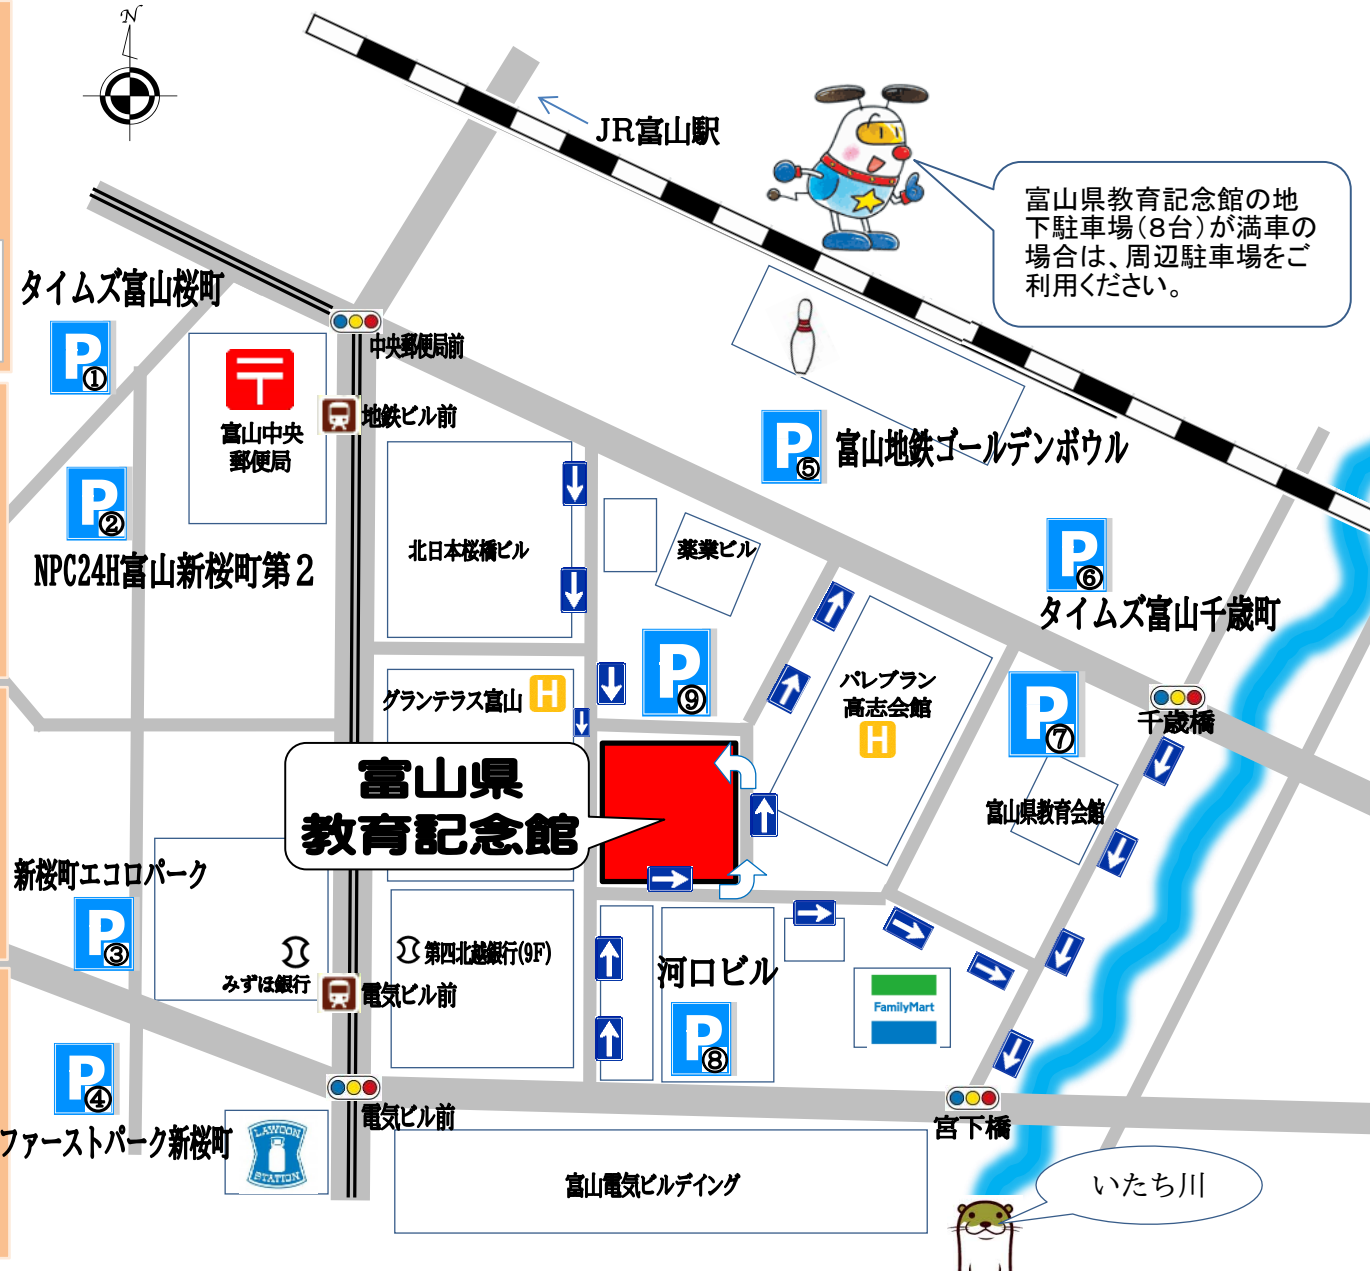 N
JR富山駅
富山県教育記念館の地
下駐車場(8台)が満車の
場合は、周辺駐車場をご
利用ください。
タイムズ富山桜町
P①
中央郵便局前
〒
富山中央
郵便局
地鉄ビル前
P⑤
富山地鉄ゴールデンボウル
P②
NPC24H富山新桜町第2
北日本桜橋ビル
薬業ビル
P⑥
タイムズ富山千歳町
P⑨
グランテラス富山 H
パレブラン
高志会館
H
P⑦
千歳橋
富山県
教育記念館
富山県教育会館
新桜町エコロパーク
P③
みずほ銀行
第四北越銀行(9F)
電気ビル前
河口ビル
P⑧
FamilyMart
P④
ファーストパーク新桜町
電気ビル前
LAWSON
STATION
宮下橋
富山電気ビルデイング
いたち川